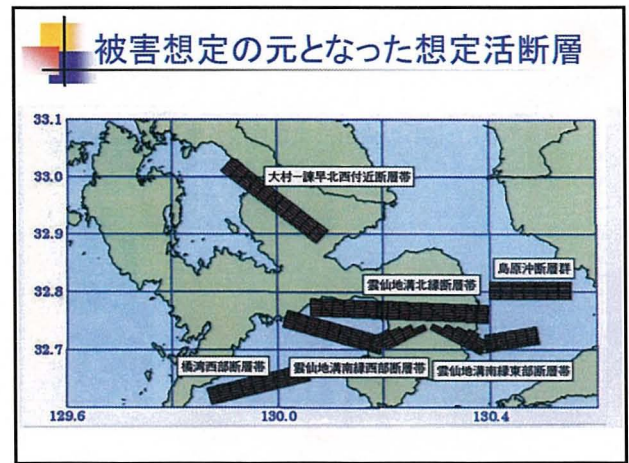 被害想定の元となった想定活断層
33.1
33.0
大村－諫早北西付近断層帯
32.9
島原沖断層群
雲仙地溝北縁断層帯
32.8
32.7
橘湾西部断層帯
雲仙地溝南縁西部断層帯
雲仙地溝南縁東部断層帯
129.6
130.0
130.4